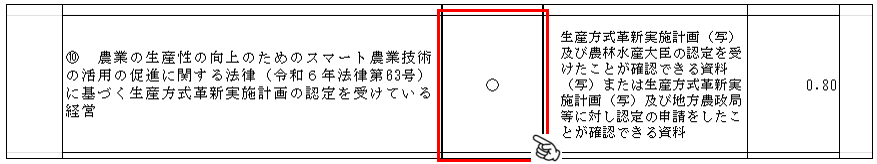 ⑩　農業の生産性の向上のためのスマート農業技術
の活用の促進に関する法律（令和６年法律第63号）
に基づく生産方式革新実施計画の認定を受けている
経営
○
生産方式革新実施計画（写）
及び農林水産大臣の認定を受
けたことが確認できる資料
（写）または生産方式革新実
施計画（写）及び地方農政局
等に対し認定の申請をしたこ
とが確認できる資料
0.80